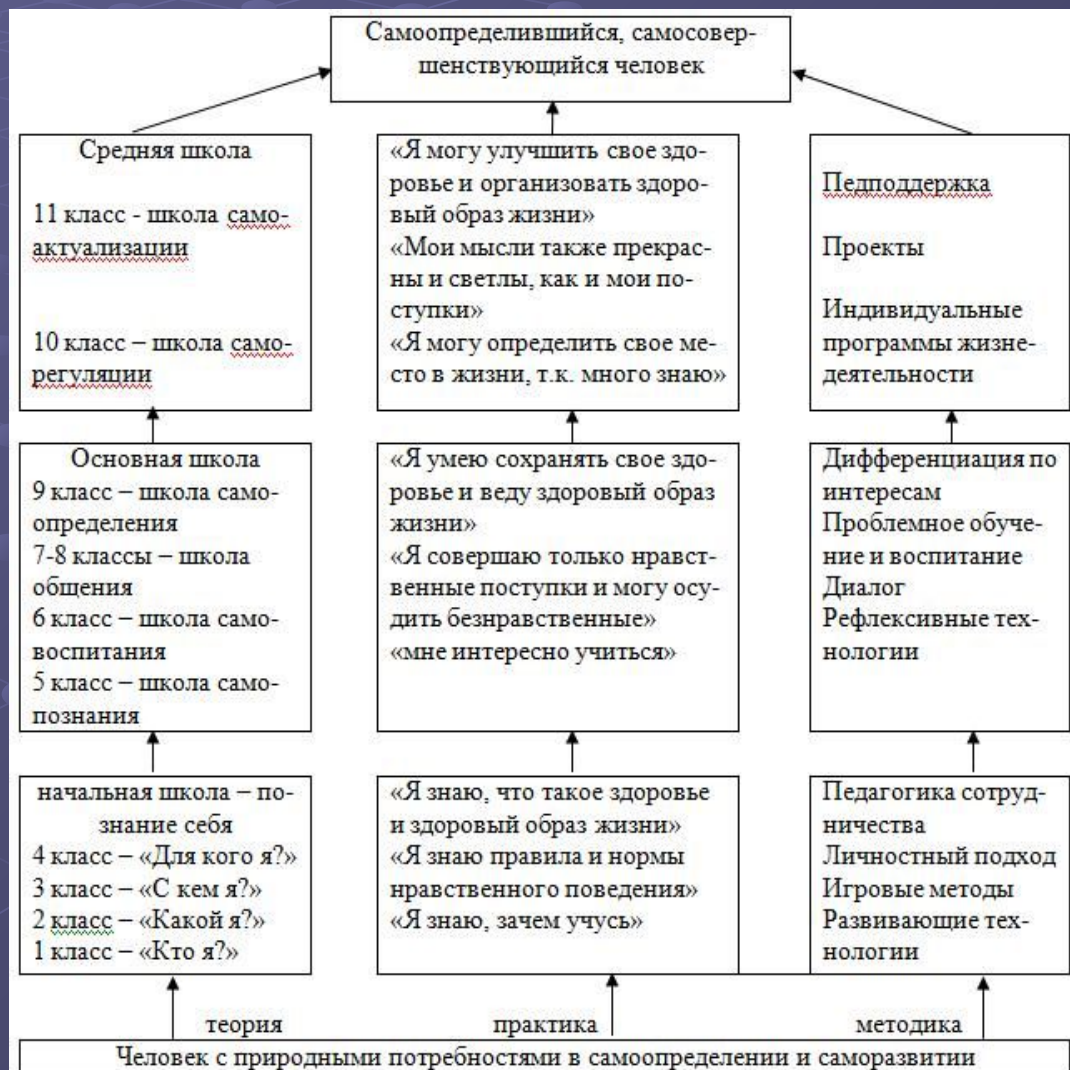 Самоопределившийся, самосовер-
шенствующийся человек
Средняя школа
11 класс - школа само-
актуализации
10 класс – школа само-
регуляции
«Я могу улучшить свое здо-
ровье и организовать здоро-
вый образ жизни»
«Мои мысли также прекрас-
ны и светлы, как и мои по-
ступки»
«Я могу определить свое ме-
сто в жизни, т.к. много знаю»
Педподдержка
Проекты
Индивидуальные
программы жизне-
деятельности
Основная школа
9 класс – школа само-
определения
7-8 классы – школа
общения
6 класс – школа само-
воспитания
5 класс – школа само-
познания
«Я умею сохранять свое здо-
ровье и веду здоровый образ
жизни»
«Я совершаю только нравст-
венные поступки и могу осу-
дить безнравственные»
«мне интересно учиться»
Дифференциация по
интересам
Проблемное обуче-
ние и воспитание
Диалог
Рефлексивные тех-
нологии
начальная школа – по-
знание себя
4 класс – «Для кого я?»
3 класс – «С кем я?»
2 класс – «Какой я?»
1 класс – «Кто я?»
«Я знаю, что такое здоровье
и здоровый образ жизни»
«Я знаю правила и нормы
нравственного поведения»
«Я знаю, зачем учусь»
Педагогика сотруд-
ничества
Личностный подход
Игровые методы
Развивающие тех-
нологии
теория
практика
методика
Человек с природными потребностями в самоопределении и саморазвитии